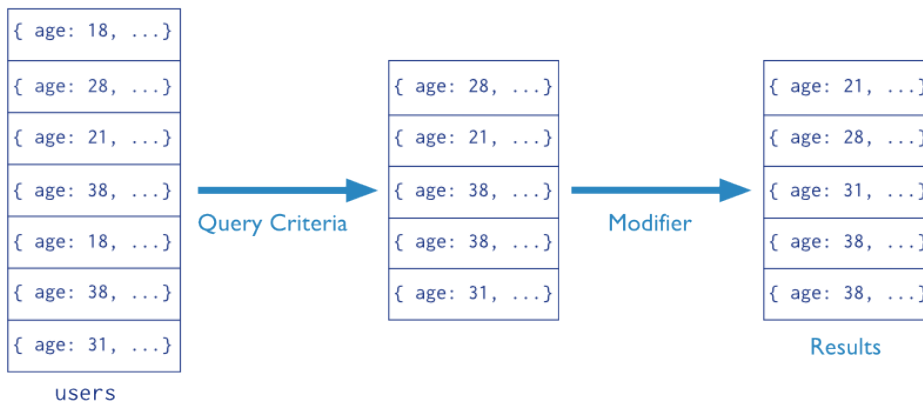 { age: 18, ...}
{ age: 28, ...}
{ age: 21, ...}
{ age: 38, ...}
{ age: 18, ...}
{ age: 38, ...}
{ age: 31, ...}
users
Query Criteria
{ age: 28, ...}
{ age: 21, ...}
{ age: 38, ...}
{ age: 38, ...}
{ age: 31, ...}
Modifier
{ age: 21, ...}
{ age: 28, ...}
{ age: 31, ...}
{ age: 38, ...}
{ age: 38, ...}
Results